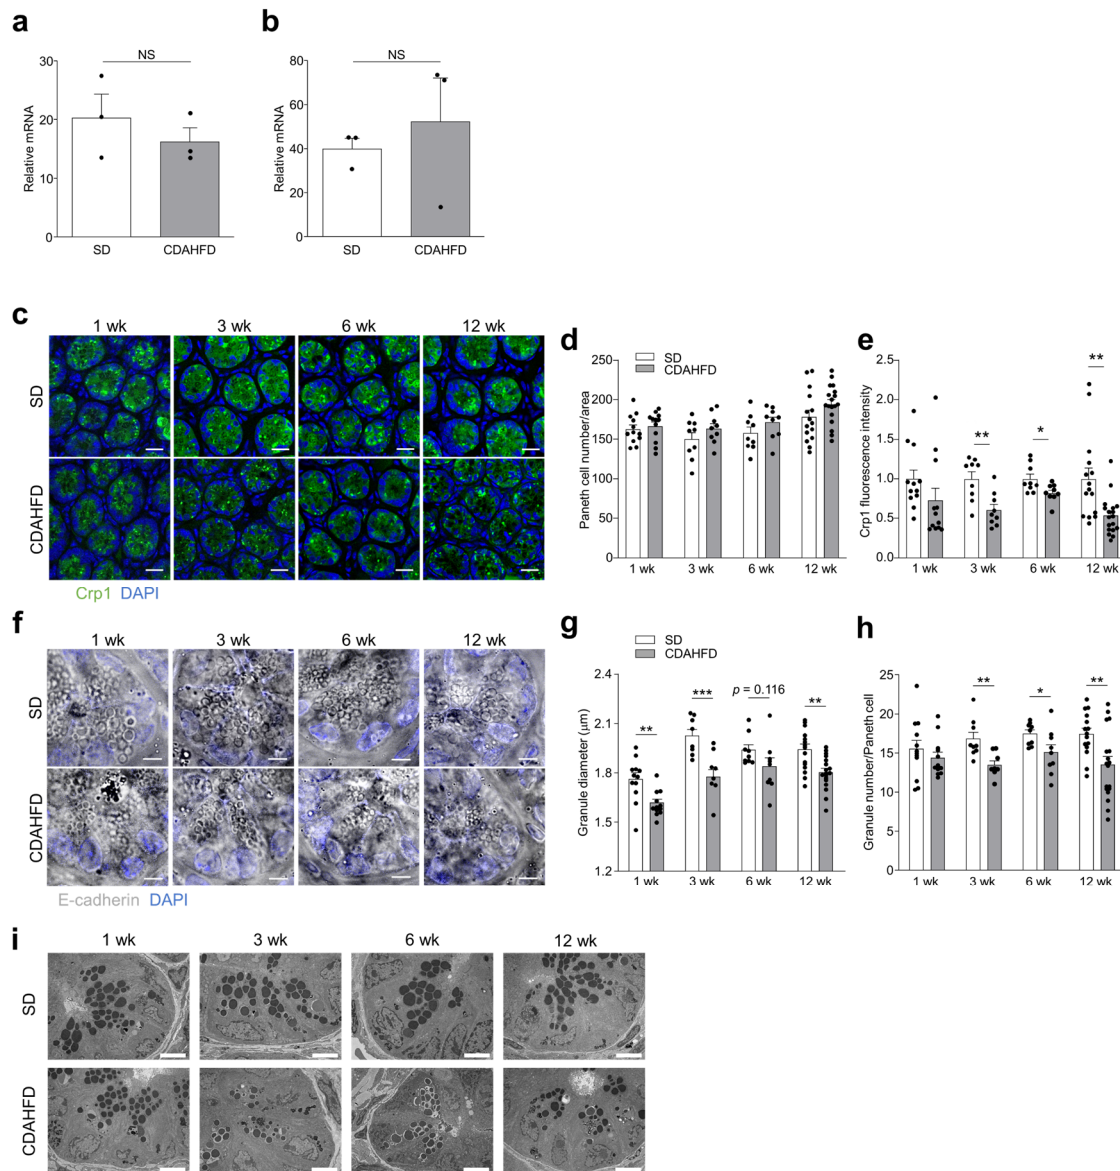 a
b
NS
NS
30
20
10
0
Relative mRNA
SD
CDAHFD
80
60
40
20
0
Relative mRNA
SD
CDAHFD
c
1 wk
3 wk
6 wk
12 wk
SD
CDAHFD
Crp1 DAPI
d
SD
CDAHFD
250
200
150
100
50
0
Paneth cell number/area
1 wk
3 wk
6 wk
12 wk
e
2.5
2.0
1.5
1.0
0.5
0.0
Crp1 fluorescence intensity
**
*
**
1 wk
3 wk
6 wk
12 wk
f
1 wk
3 wk
6 wk
12 wk
SD
CDAHFD
E-cadherin DAPI
g
SD
CDAHFD
2.4
2.1
1.8
1.5
1.2
Granule diameter (μm)
**
***
p = 0.116
**
1 wk
3 wk
6 wk
12 wk
h
25
20
15
10
5
0
Granule number/Paneth cell
**
*
**
1 wk
3 wk
6 wk
12 wk
i
1 wk
3 wk
6 wk
12 wk
SD
CDAHFD